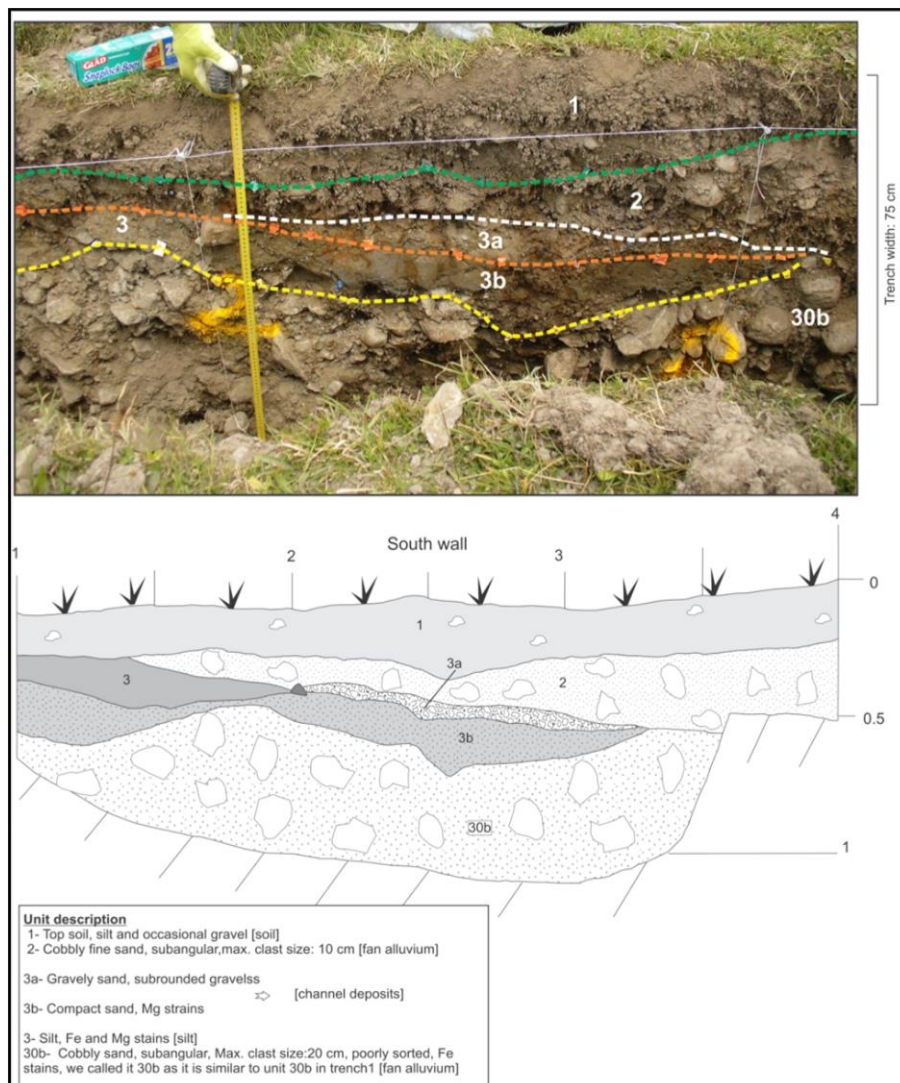 GLAD
Snaplock Bags
1
2
3
3a
3b
30b
Trench width: 75 cm
South wall
1
2
3
4
0
1
3a
3
2
0.5
3b
30b
1
Unit description
1- Top soil, silt and occasional gravel [soil]
2- Cobbly fine sand, subangular,max. clast size: 10 cm [fan alluvium]
3a- Gravely sand, subrounded gravelss
[channel deposits]
3b- Compact sand, Mg strains
3- Silt, Fe and Mg stains [silt]
30b- Cobbly sand, subangular, Max. clast size:20 cm, poorly sorted, Fe
stains, we called it 30b as it is similar to unit 30b in trench1 [fan alluvium]